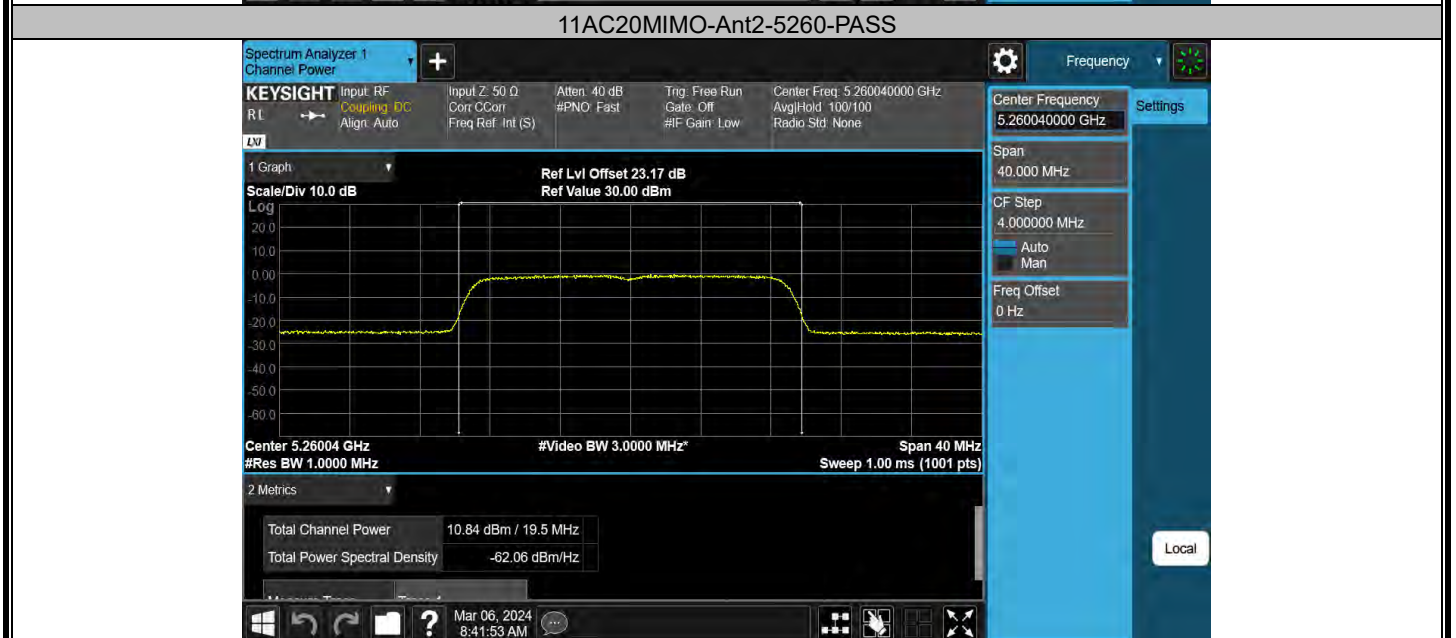 11AC20MIMO-Ant2-5260-PASS
Spectrum Analyzer 1
Channel Power
+
Frequency
KEYSIGHT
RL
LXI
Input: RF
Coupling: DC
Align: Auto
Input Z: 50 Ω
Corr CCorr
Freq Ref: Int (S)
Atten: 40 dB
#PNO: Fast
Trig: Free Run
Gate: Off
#IF Gain: Low
Center Freq: 5.260040000 GHz
Avg|Hold: 100/100
Radio Std: None
Center Frequency
5.260040000 GHz
Settings
Span
40.000 MHz
CF Step
4.000000 MHz
Auto
Man
Freq Offset
0 Hz
1 Graph
Scale/Div 10.0 dB
Ref Lvl Offset 23.17 dB
Ref Value 30.00 dBm
Log
20.0
10.0
0.00
-10.0
-20.0
-30.0
-40.0
-50.0
-60.0
Center 5.26004 GHz
#Video BW 3.0000 MHz*
Span 40 MHz
#Res BW 1.0000 MHz
Sweep 1.00 ms (1001 pts)
2 Metrics
Total Channel Power 10.84 dBm / 19.5 MHz
Total Power Spectral Density -62.06 dBm/Hz
Local
?
Mar 06, 2024
8:41:53 AM